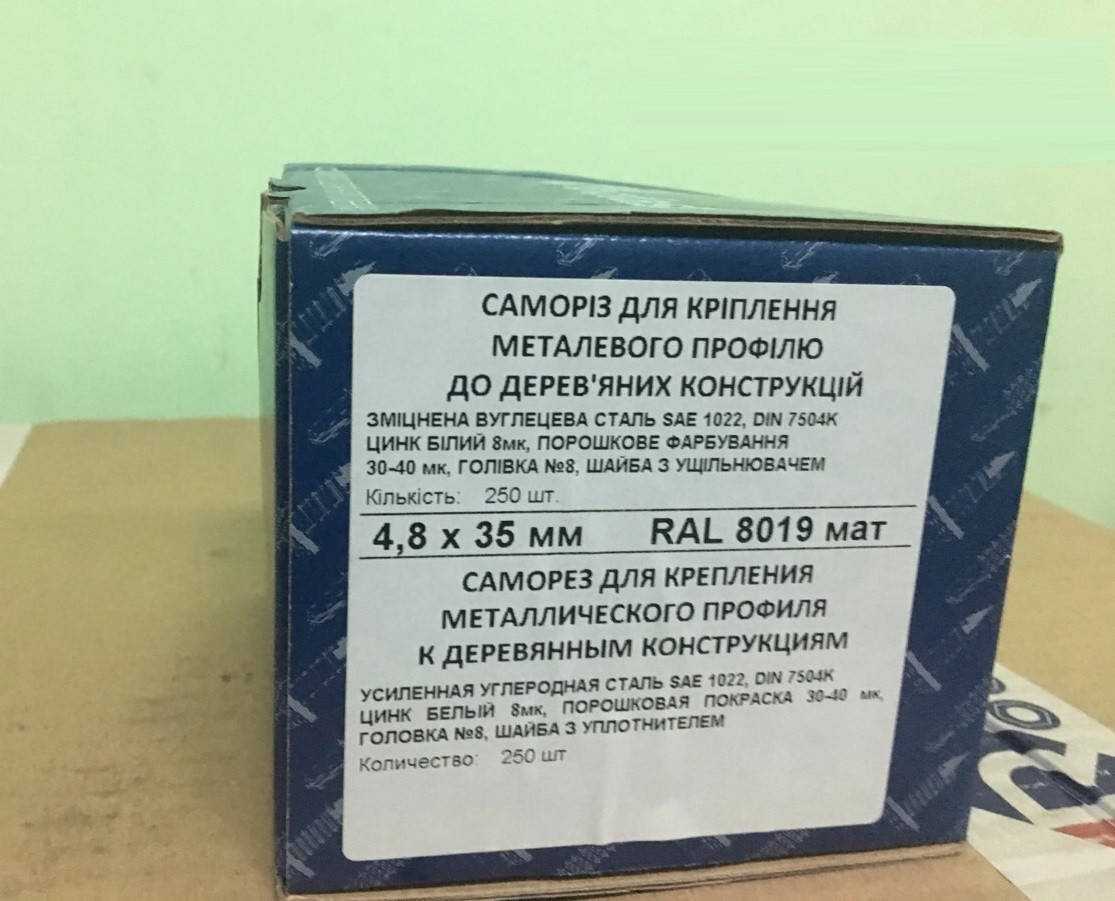 САМОРІЗ ДЛЯ КРІПЛЕННЯ
МЕТАЛЕВОГО ПРОФІЛЮ
ДО ДЕРЕВ'ЯНИХ КОНСТРУКЦІЙ
ЗМІЦНЕНА ВУГЛЕЦЕВА СТАЛЬ SAE 1022, DIN 7504K
ЦИНК БІЛИЙ 8мк, ПОРОШКОВЕ ФАРБУВАННЯ
30-40 мк, ГОЛІВКА №8, ШАЙБА З УЩІЛЬНЮВАЧЕМ
Кількість: 250 шт.
4,8 x 35 мм RAL 8019 мат
САМОРЕЗ ДЛЯ КРЕПЛЕНИЯ
МЕТАЛЛИЧЕСКОГО ПРОФИЛЯ
К ДЕРЕВЯННЫМ КОНСТРУКЦИЯМ
УСИЛЕННАЯ УГЛЕРОДНАЯ СТАЛЬ SAE 1022, DIN 7504K
ЦИНК БЕЛЫЙ 8мк, ПОРОШКОВАЯ ПОКРАСКА 30-40 мк,
ГОЛОВКА №8, ШАЙБА З УПЛОТНИТЕЛЕМ
Количество: 250 шт